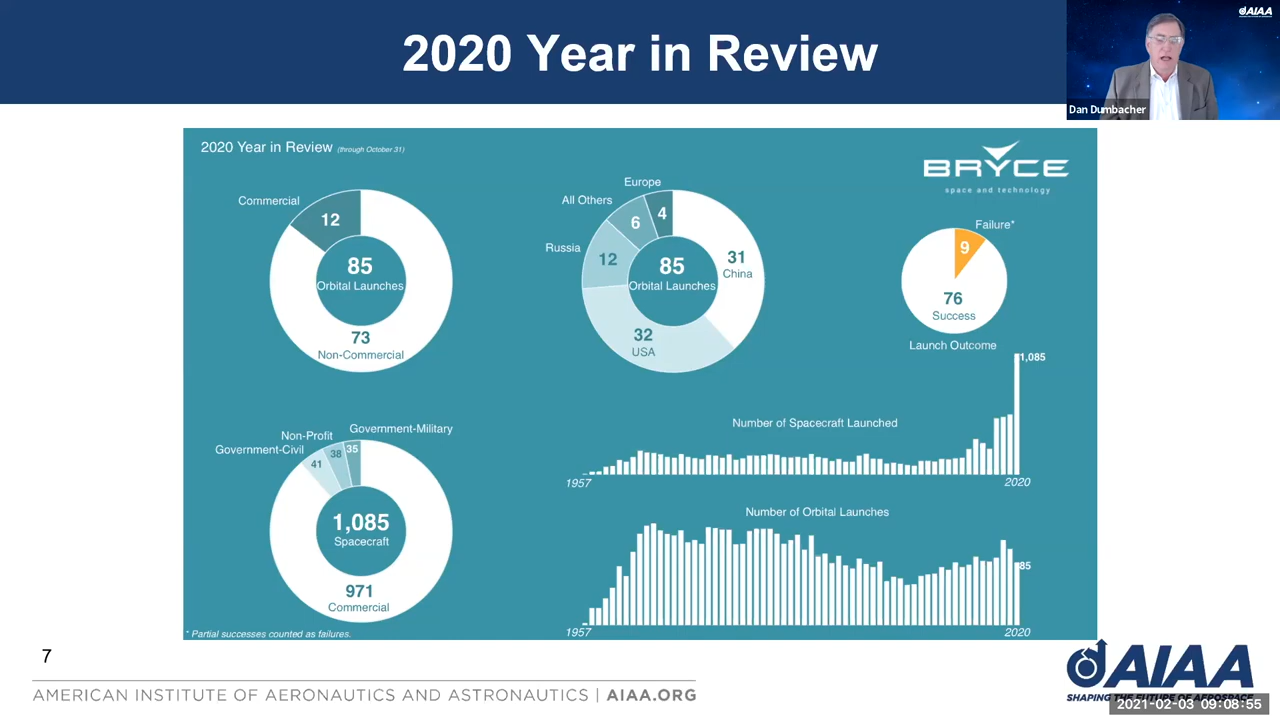 2020 Year in Review
AIAA
Dan Dumbacher
2020 Year in Review (through October 31)
BRYCE
space and technology
Commercial
12
85
Orbital Launches
73
Non-Commercial
Europe
All Others
4
6
Russia
12
85
Orbital Launches
31
China
32
USA
Failure*
9
76
Success
Launch Outcome
Non-Profit
Government-Military
Government-Civil
41
38
35
1,085
Spacecraft
971
Commercial
1,085
Number of Spacecraft Launched
1957
2020
Number of Orbital Launches
85
1957
2020
* Partial successes counted as failures.
7
AMERICAN INSTITUTE OF AERONAUTICS AND ASTRONAUTICS | AIAA.ORG
AIAA
SHAPING THE FUTURE OF AEROSPACE
2021-02-03 09:08:55